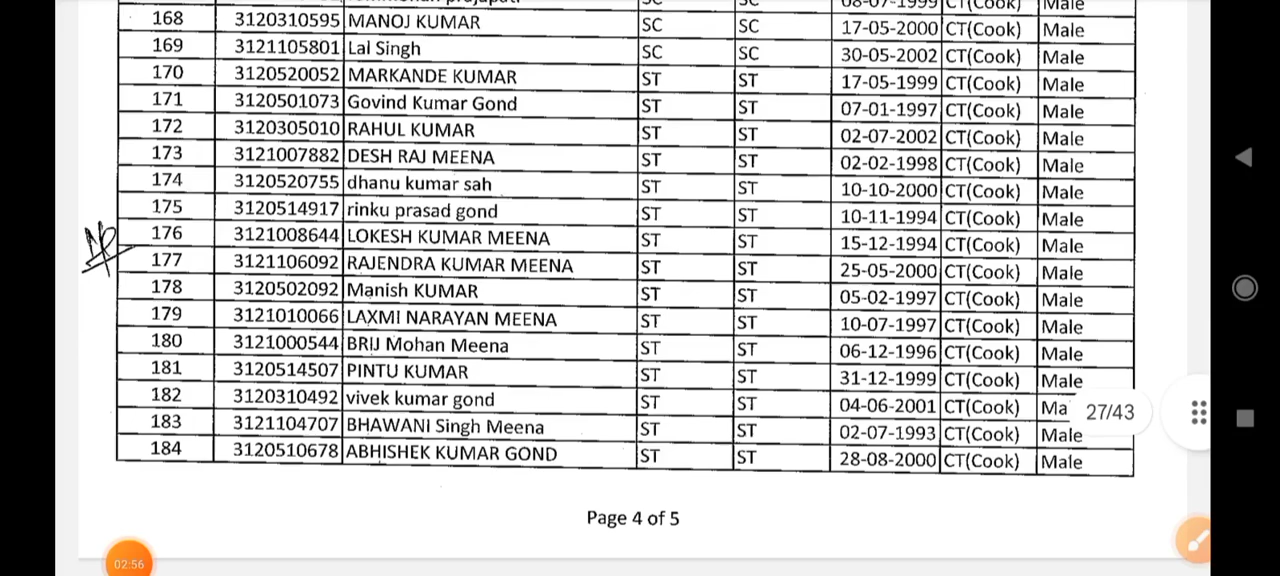 168 3120310595 MANOJ KUMAR SC SC 17-05-2000 CT(Cook) Male
169 3121105801 Lal Singh SC SC 30-05-2002 CT(Cook) Male
170 3120520052 MARKANDE KUMAR ST ST 17-05-1999 CT(Cook) Male
171 3120501073 Govind Kumar Gond ST ST 07-01-1997 CT(Cook) Male
172 3120305010 RAHUL KUMAR ST ST 02-07-2002 CT(Cook) Male
173 3121007882 DESH RAJ MEENA ST ST 02-02-1998 CT(Cook) Male
174 3120520755 dhanu kumar sah ST ST 10-10-2000 CT(Cook) Male
175 3120514917 rinku prasad gond ST ST 10-11-1994 CT(Cook) Male
176 3121008644 LOKESH KUMAR MEENA ST ST 15-12-1994 CT(Cook) Male
177 3121106092 RAJENDRA KUMAR MEENA ST ST 25-05-2000 CT(Cook) Male
178 3120502092 Manish KUMAR ST ST 05-02-1997 CT(Cook) Male
179 3121010066 LAXMI NARAYAN MEENA ST ST 10-07-1997 CT(Cook) Male
180 3121000544 BRIJ Mohan Meena ST ST 06-12-1996 CT(Cook) Male
181 3120514507 PINTU KUMAR ST ST 31-12-1999 CT(Cook) Male
182 3120310492 vivek kumar gond ST ST 04-06-2001 CT(Cook) Ma
27/43
183 3121104707 BHAWANI Singh Meena ST ST 02-07-1993 CT(Cook) Male
184 3120510678 ABHISHEK KUMAR GOND ST ST 28-08-2000 CT(Cook) Male
Page 4 of 5
02:56